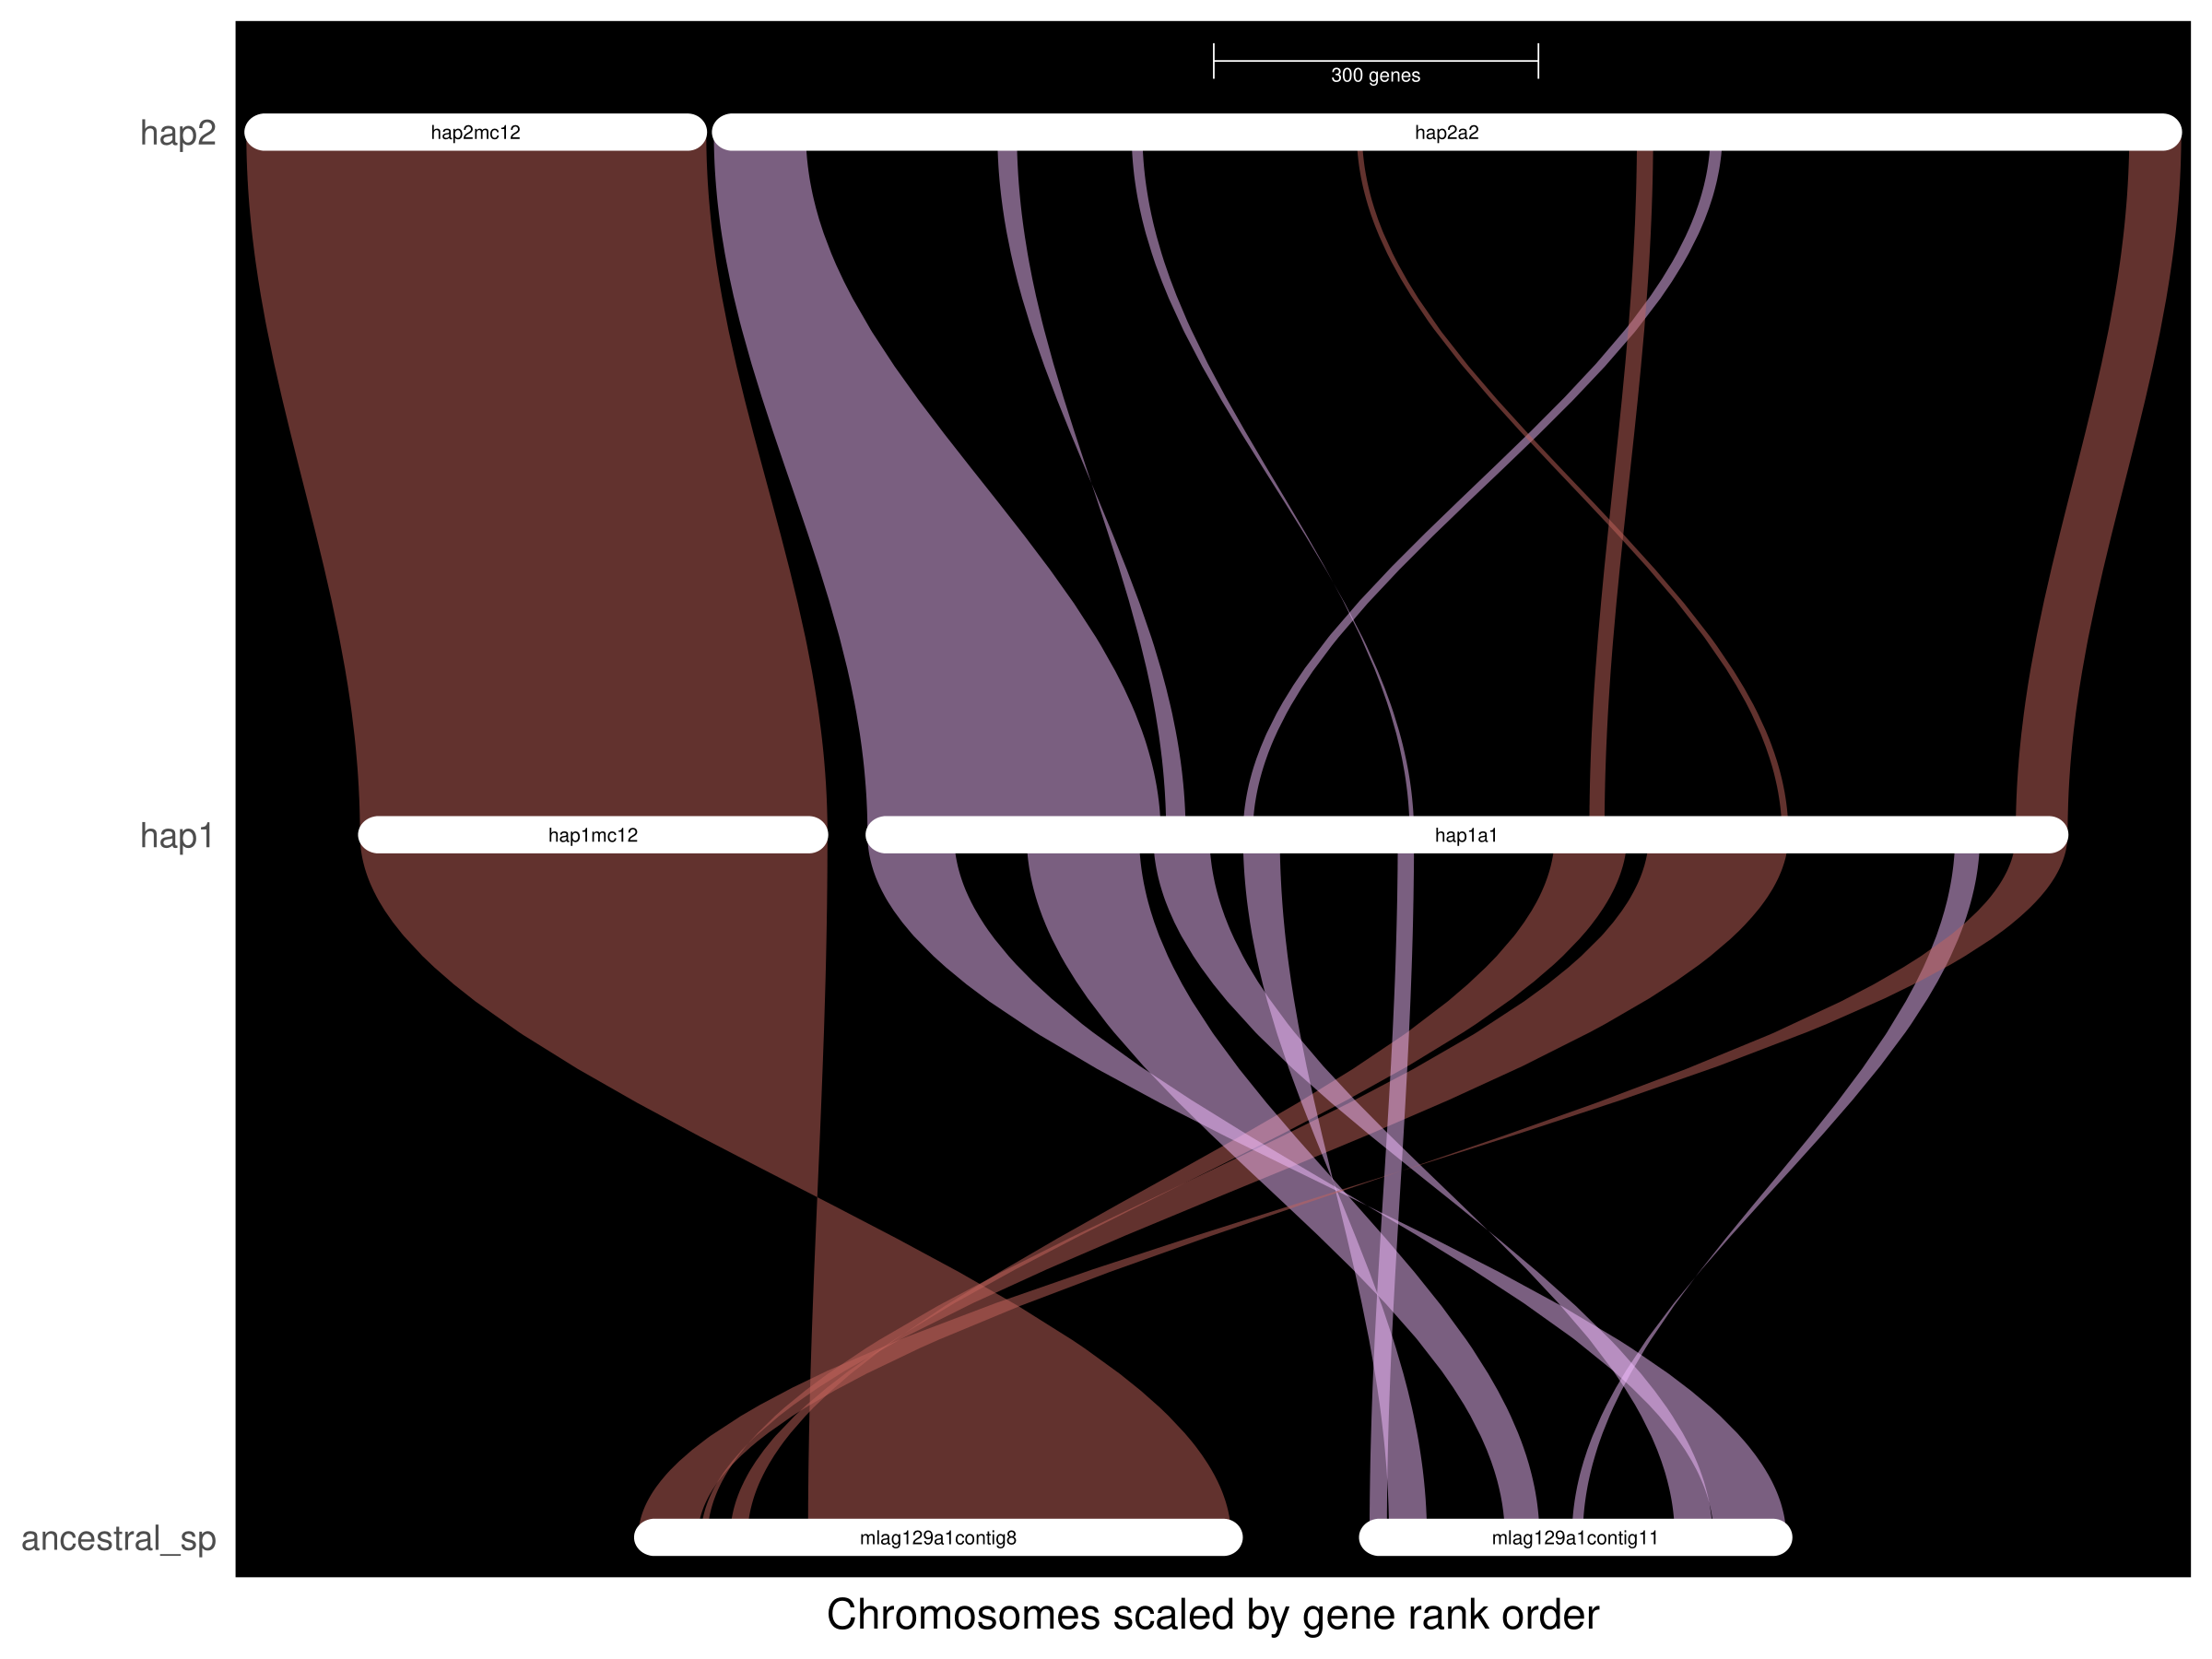 300 genes
hap2
hap2mc12
hap2a2
hap1
hap1mc12
hap1a1
ancestral_sp
mlag129a1contig8
mlag129a1contig11
Chromosomes scaled by gene rank order